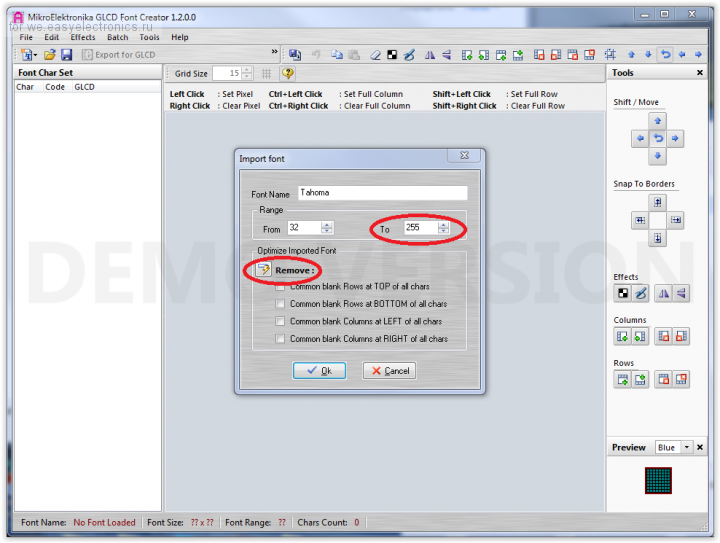 MikroElektronika GLCD Font Creator 1.2.0.0
for we.easyelectronics.ru
File Edit Effects Batch Tools Help
Export for GLCD
»
Font Char Set
Grid Size 15
Tools
Char Code GLCD
Left Click : Set Pixel Ctrl+Left Click : Set Full Column Shift+Left Click : Set Full Row
Right Click : Clear Pixel Ctrl+Right Click : Clear Full Column Shift+Right Click : Clear Full Row
Shift / Move
Import font
Font Name Tahoma
Range
From 32 To 255
Optimize Imported Font
Remove :
Common blank Rows at TOP of all chars
Common blank Rows at BOTTOM of all chars
Common blank Columns at LEFT of all chars
Common blank Columns at RIGHT of all chars
Ok Cancel
DEMO VERSION
Snap To Borders
Effects
Columns
Rows
Preview Blue
Font Name: No Font Loaded Font Size: ?? x ?? Font Range: ?? Chars Count: 0